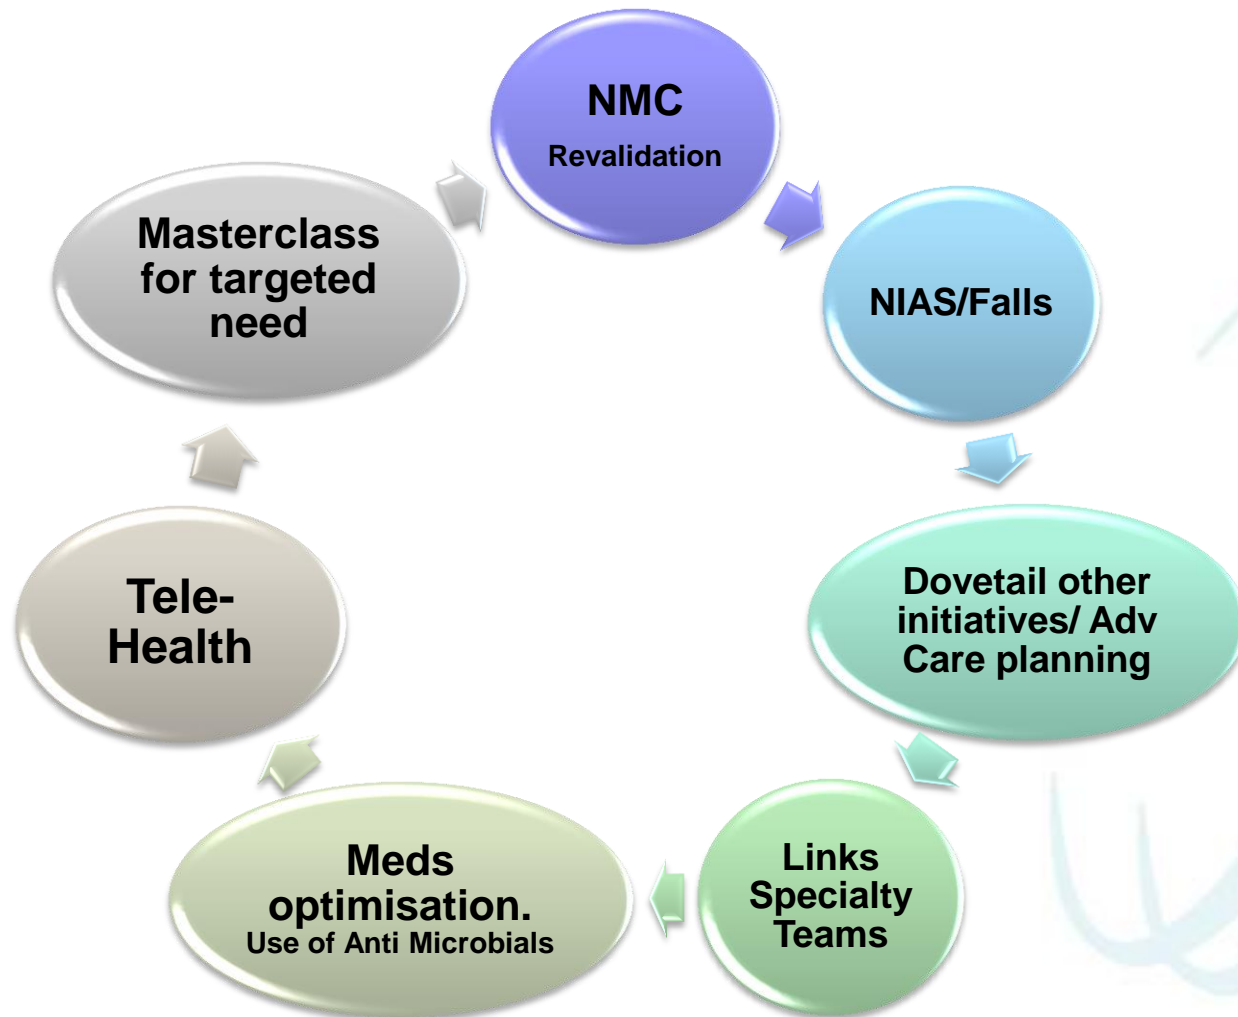 NMC
Revalidation
NIAS/Falls
Dovetail other
initiatives/ Adv
Care planning
Links
Specialty
Teams
Meds
optimisation.
Use of Anti Microbials
Tele-
Health
Masterclass
for targeted
need